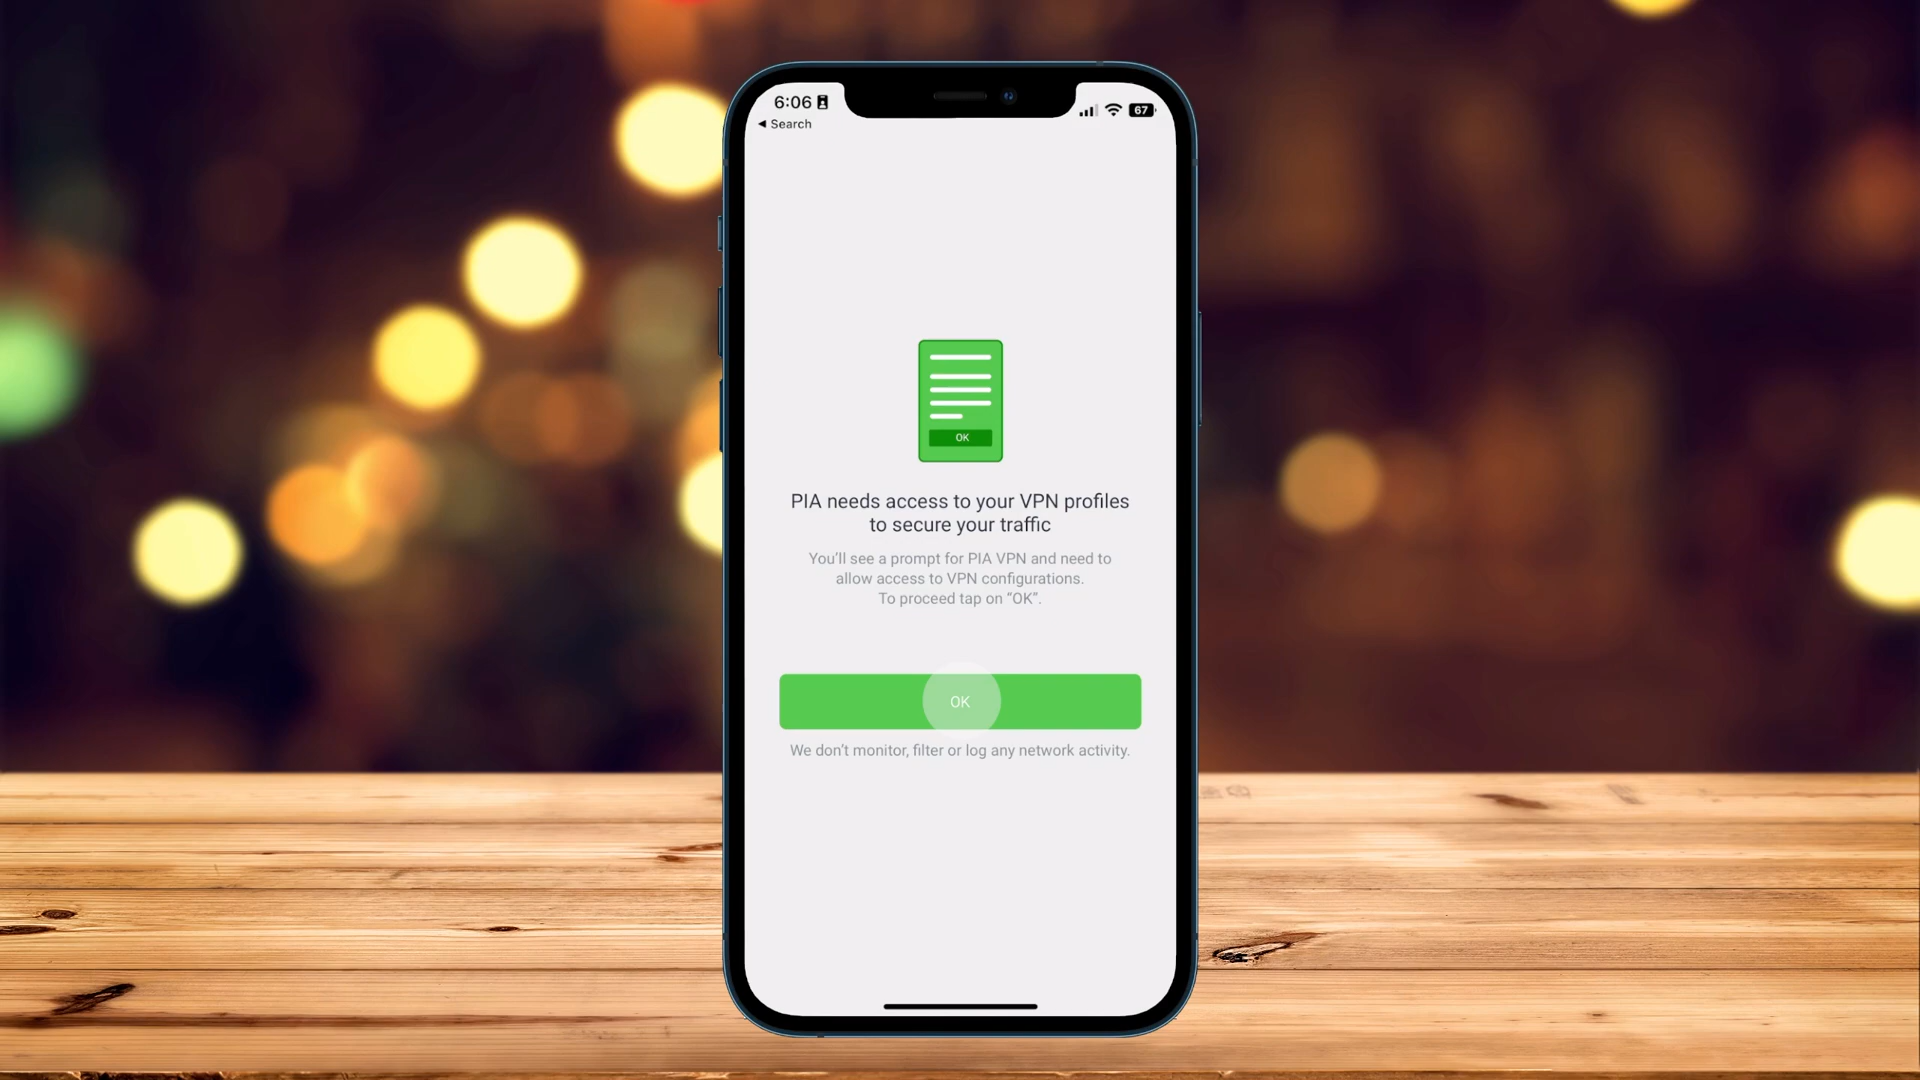 6:06
67
Search
OK
PIA needs access to your VPN profiles
to secure your traffic
You'll see a prompt for PIA VPN and need to
allow access to VPN configurations.
To proceed tap on “OK”.
OK
We don't monitor, filter or log any network activity.